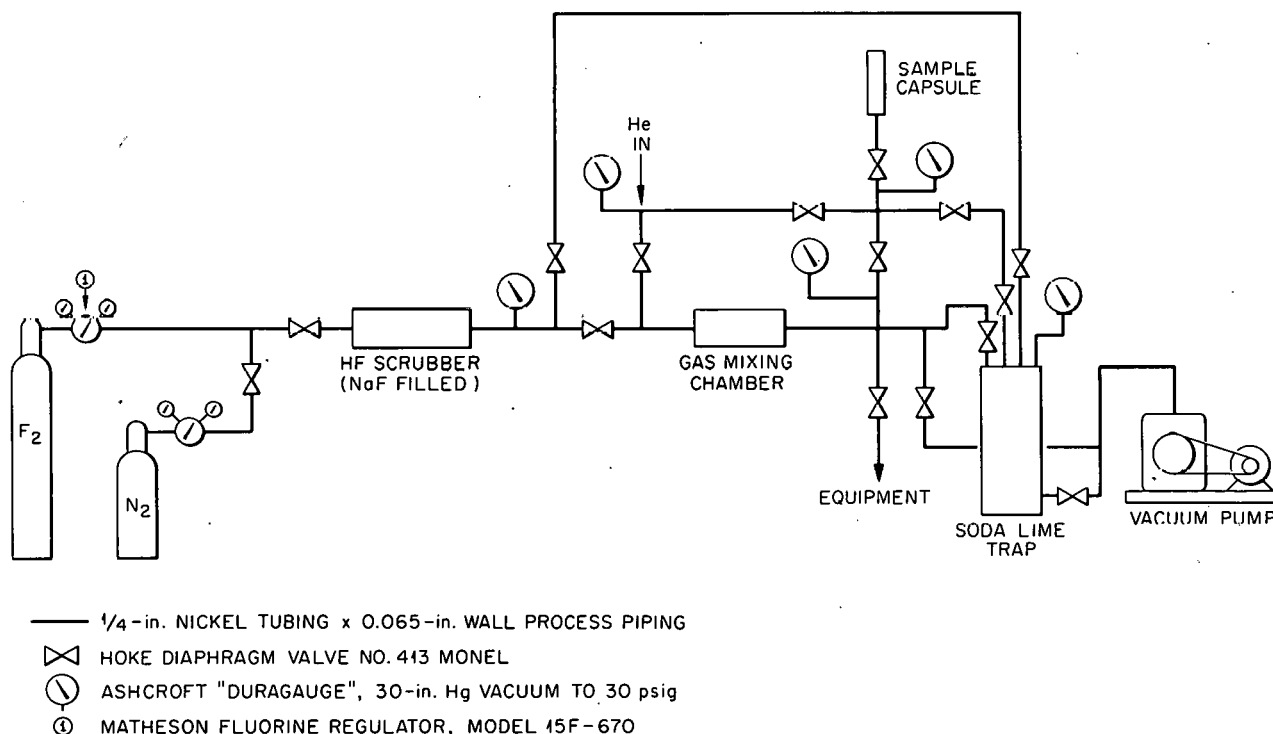 SAMPLE
CAPSULE
He
IN
1
F2
N2
HF SCRUBBER
(NaF FILLED)
GAS MIXING
CHAMBER
EQUIPMENT
SODA LIME
TRAP
VACUUM PUMP
1/4-in. NICKEL TUBING x 0.065-in. WALL PROCESS PIPING
HOKE DIAPHRAGM VALVE NO. 413 MONEL
ASHCROFT "DURAGAUGE", 30-in. Hg VACUUM TO 30 psig
1 MATHESON FLUORINE REGULATOR, MODEL 15F-670